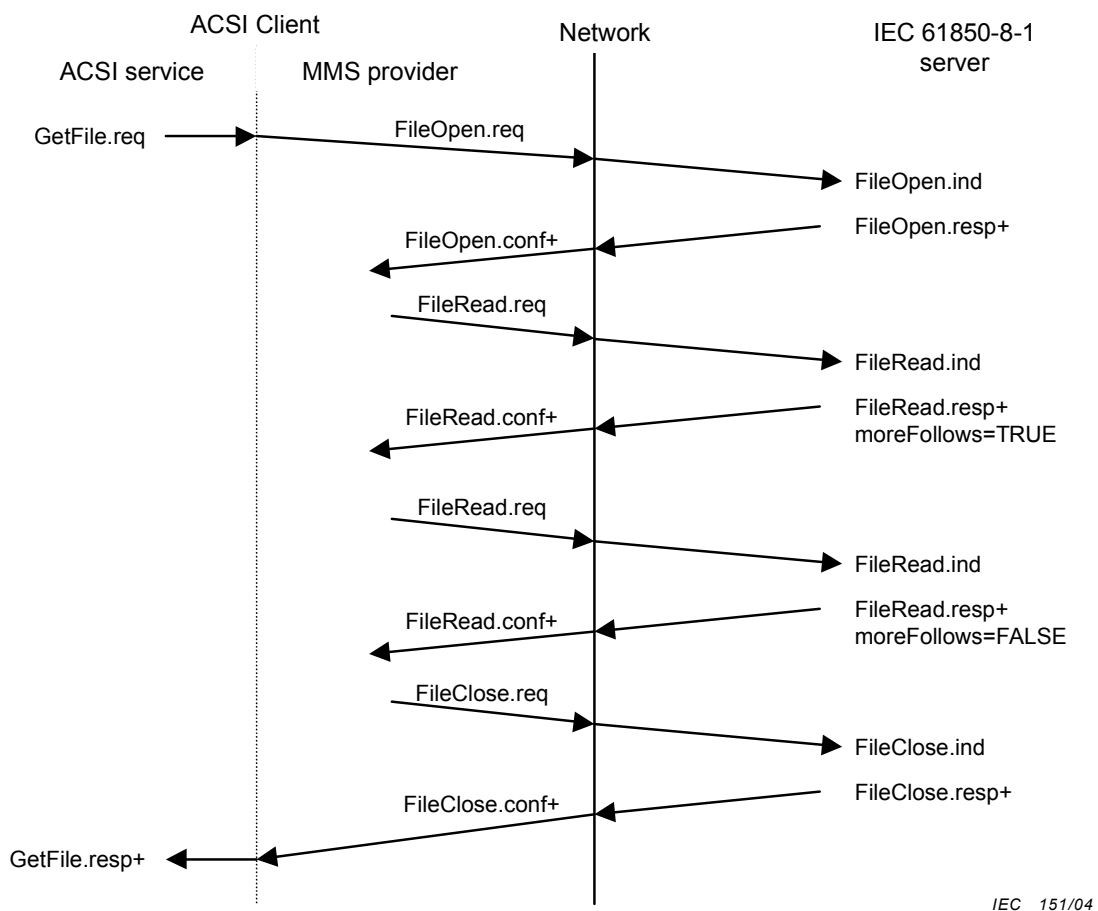 ACSI Client
Network
IEC 61850-8-1
server
ACSI service
MMS provider
GetFile.req
FileOpen.req
FileOpen.ind
FileOpen.resp+
FileOpen.conf+
FileRead.req
FileRead.ind
FileRead.resp+
moreFollows=TRUE
FileRead.conf+
FileRead.req
FileRead.ind
FileRead.resp+
moreFollows=FALSE
FileRead.conf+
FileClose.req
FileClose.ind
FileClose.resp+
FileClose.conf+
GetFile.resp+
IEC 151/04